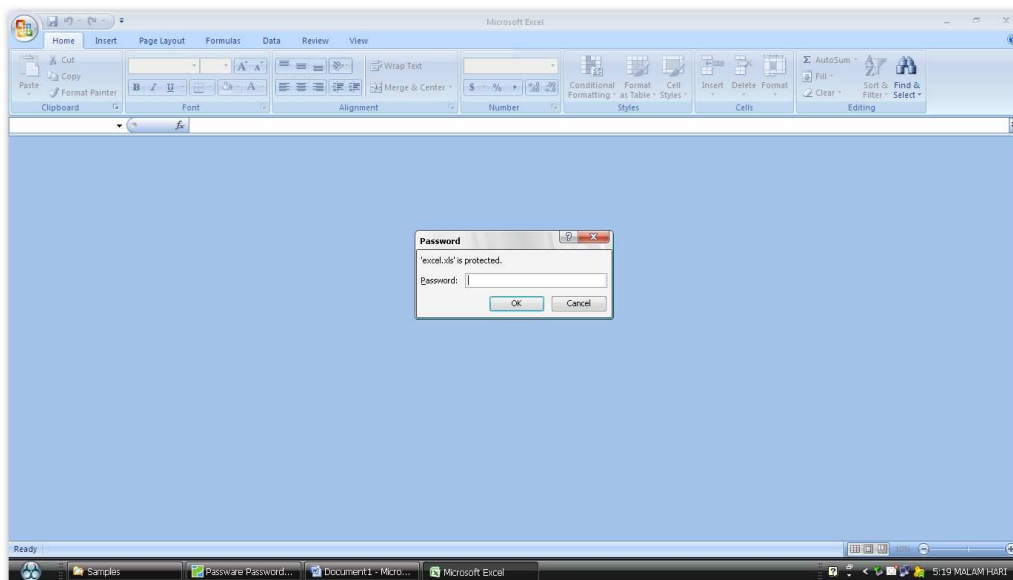 Microsoft Excel
Home Insert Page Layout Formulas Data Review View
Cut
Copy
Format Painter
Paste
Clipboard
B I U A A A
Font
Wrap Text
Merge & Center
Alignment
$ % ,
Number
Conditional Formatting
Format as Table
Cell Styles
Styles
Insert Delete Format
Cells
Σ AutoSum
Fill
Clear
Sort & Filter
Find & Select
Editing
fx
Password
'excel.xls' is protected.
Password:
OK Cancel
Ready
Samples Passware Password... Document1 - Micro... Microsoft Excel 5:19 MALAM HARI